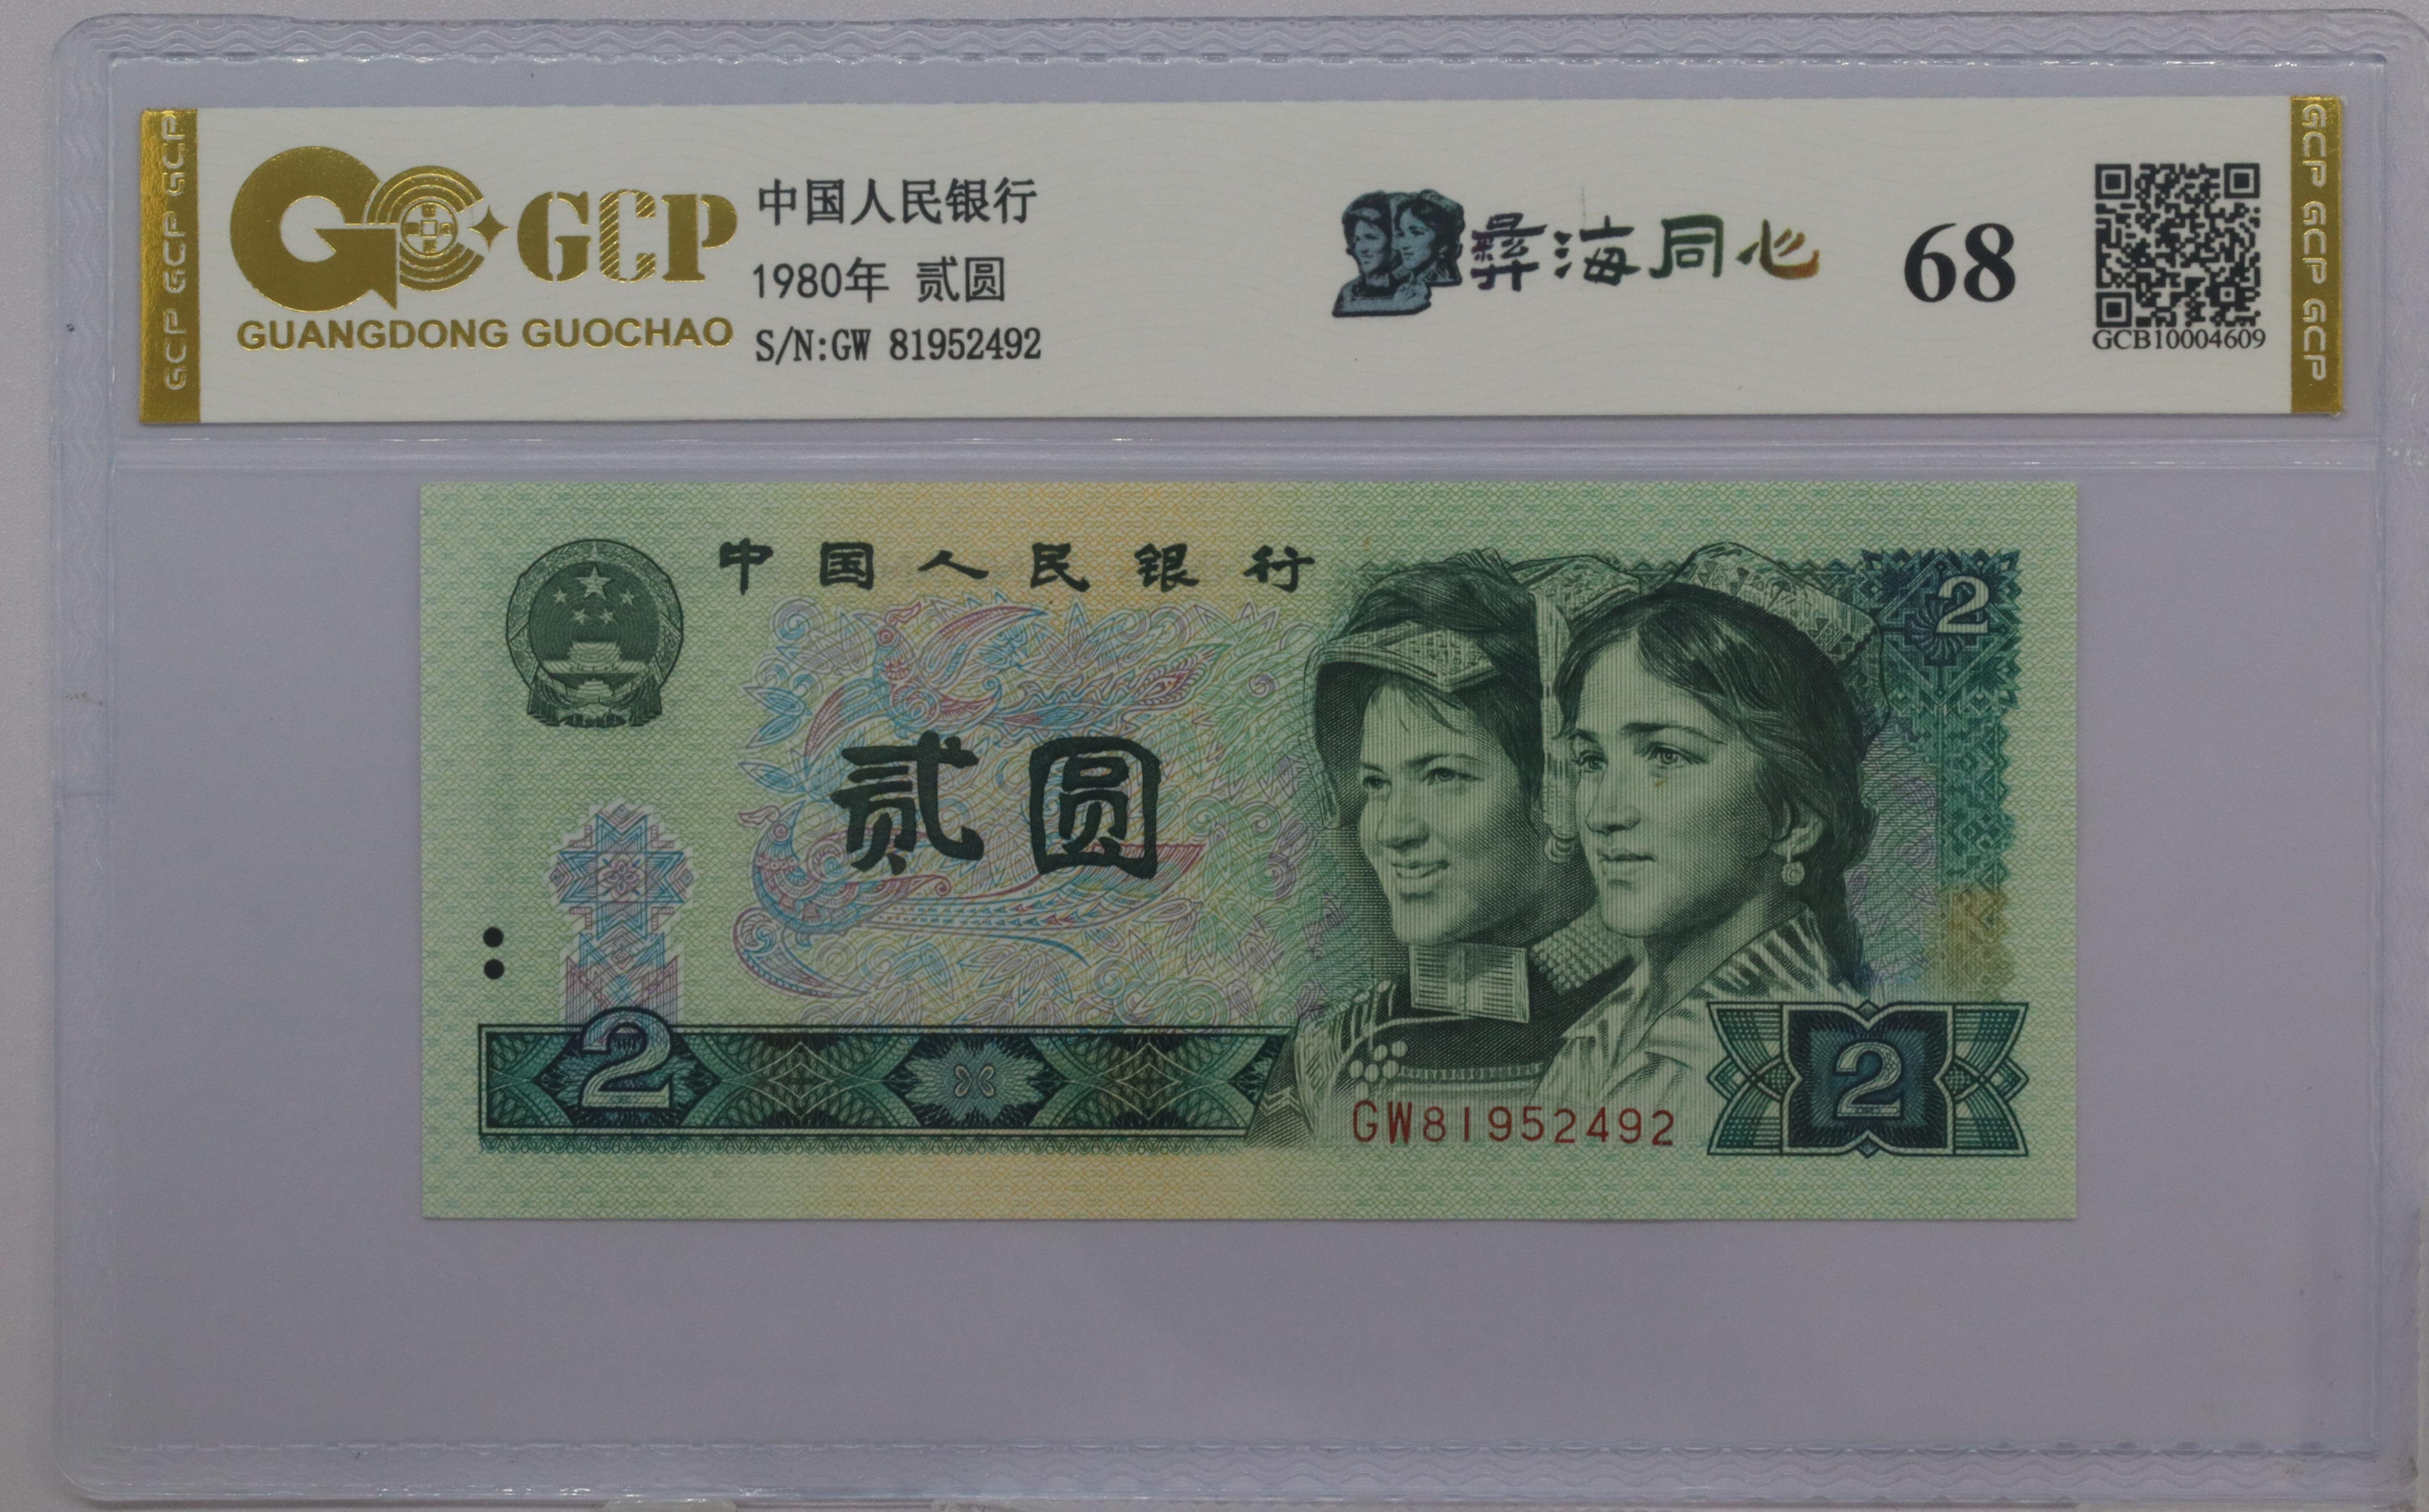 GCP GCP GCP
GCP
GUANGDONG GUOCHAO
中国人民银行
1980年 贰圆
S/N:GW 81952492
彝海同心
68
GCB10004609
GCP GCP GCP
中国人民银行
2
贰圆
2
GW81952492
2